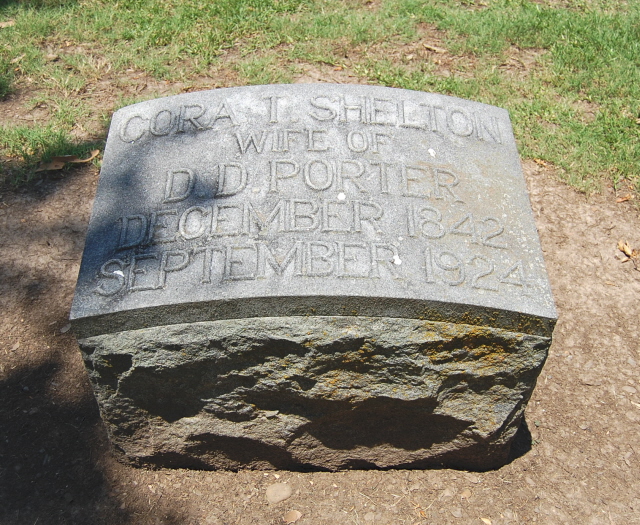 CORA T. SHELTON
WIFE OF
D. D. PORTER
DECEMBER 1842
SEPTEMBER 1924